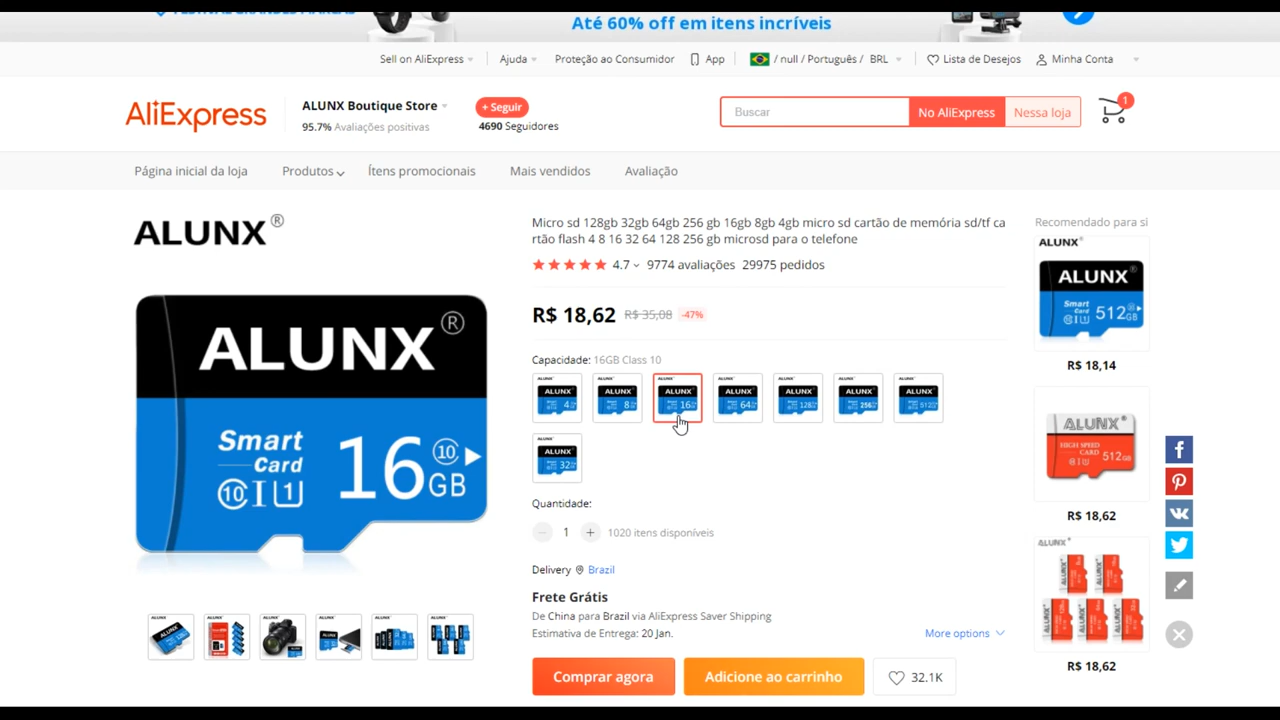 Até 60% off em itens incríveis
Sell on AliExpress
Ajuda
Proteção ao Consumidor
App
/ null / Português / BRL
Lista de Desejos
Minha Conta
AliExpress
ALUNX Boutique Store
95.7% Avaliações positivas
+ Seguir
4690 Seguidores
Buscar
No AliExpress
Nessa loja
1
Página inicial da loja
Produtos
Ítens promocionais
Mais vendidos
Avaliação
ALUNX®
ALUNX®
Smart
Card
16GB
10
10 I U1
Micro sd 128gb 32gb 64gb 256 gb 16gb 8gb 4gb micro sd cartão de memória sd/tf ca
rtão flash 4 8 16 32 64 128 256 gb microsd para o telefone
4.7
9774 avaliações
29975 pedidos
R$ 18,62
R$ 35,08
-47%
Capacidade: 16GB Class 10
Quantidade:
1
1020 itens disponíveis
Delivery
Brazil
Frete Grátis
De China para Brazil via AliExpress Saver Shipping
Estimativa de Entrega: 20 Jan.
More options
Comprar agora
Adicione ao carrinho
32.1K
Recomendado para si
ALUNX®
ALUNX®
Smart
Card
512GB
R$ 18,14
ALUNX®
HIGH SPEED
CARD
512GB
R$ 18,62
ALUNX®
R$ 18,62